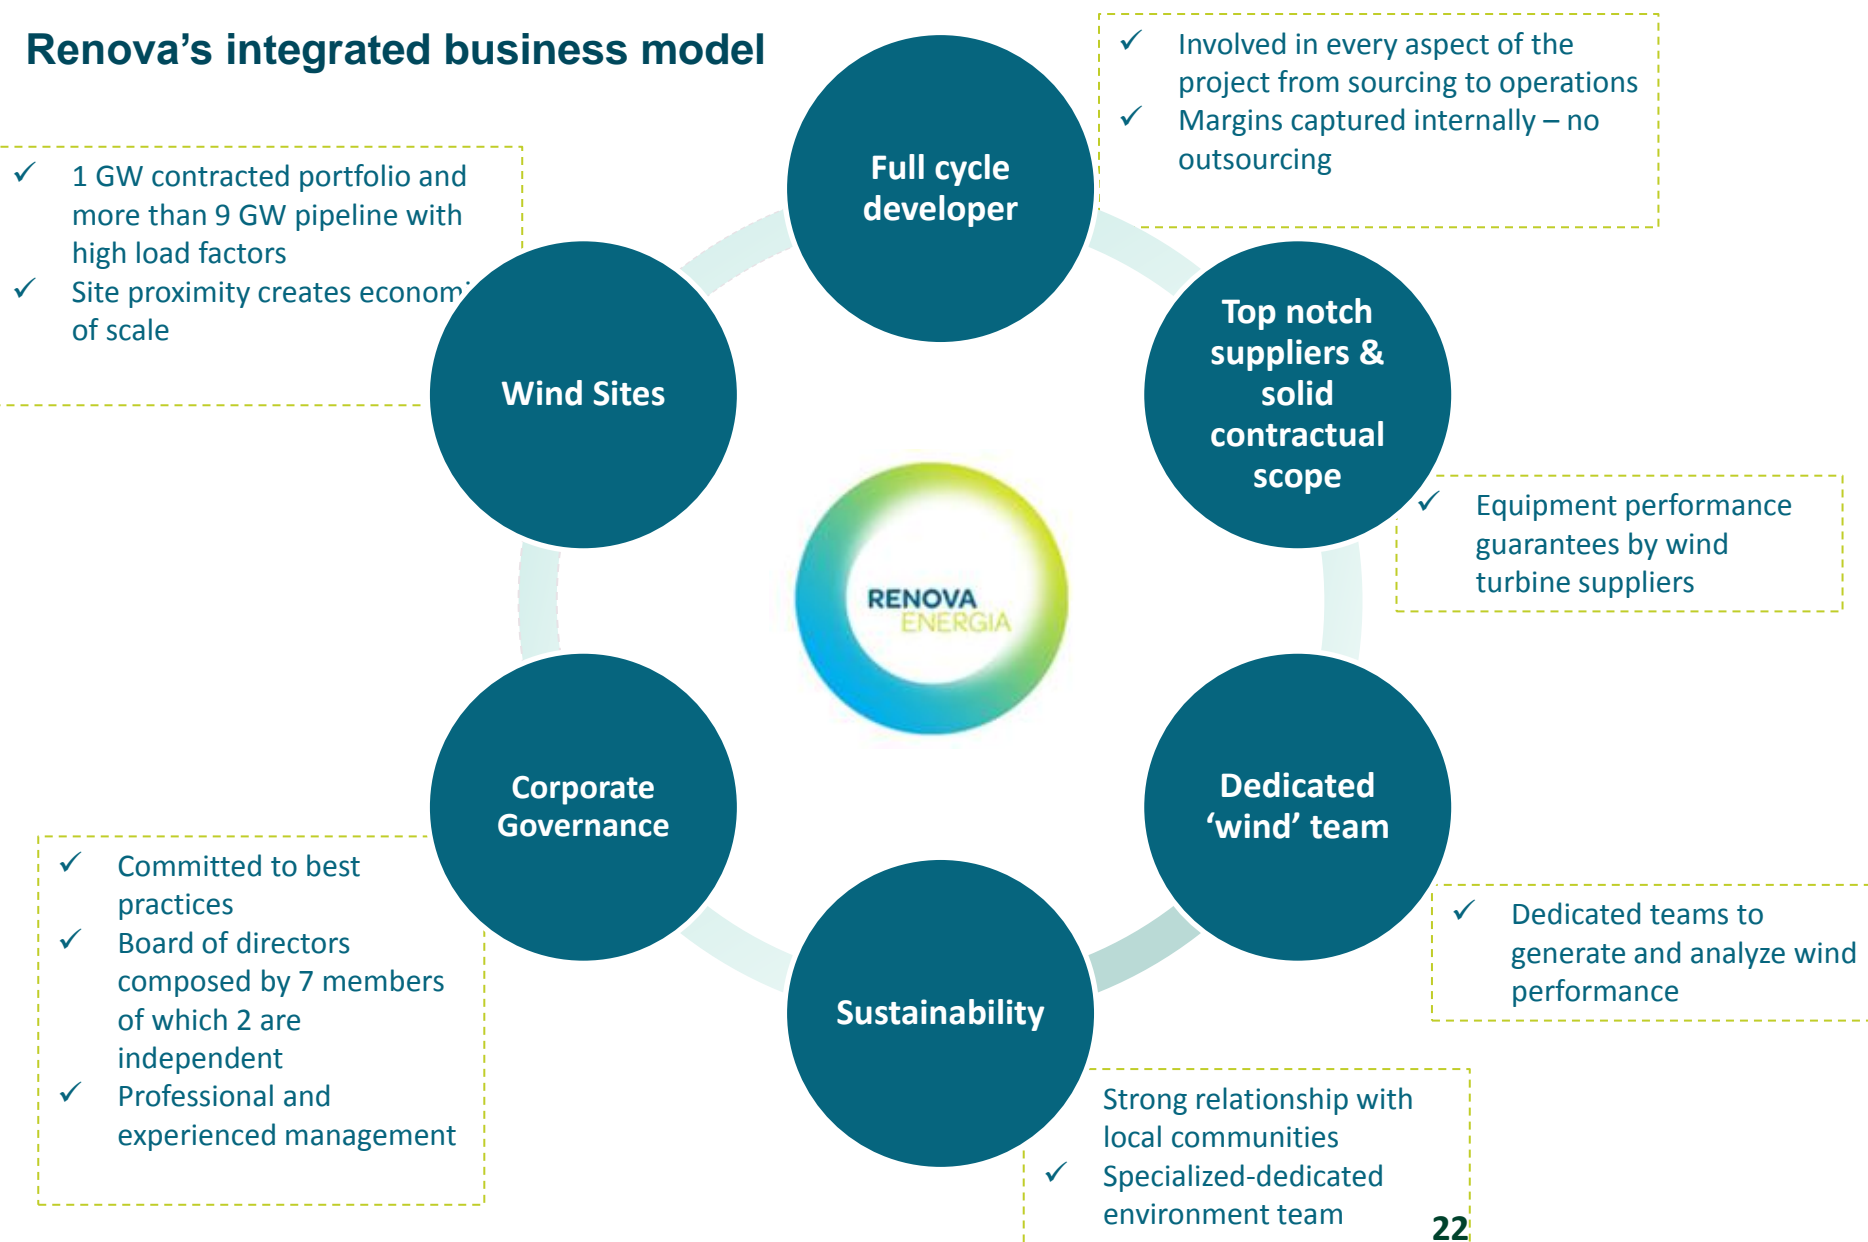 Renova's integrated business model
Full cycle
developer
✓ Involved in every aspect of the
project from sourcing to operations
✓ Margins captured internally – no
outsourcing
✓ 1 GW contracted portfolio and
more than 9 GW pipeline with
high load factors
✓ Site proximity creates
of scale
Wind Sites
Top notch
suppliers &
solid
contractual
scope
✓ Equipment performance
guarantees by wind
turbine suppliers
RENOVA
ENERGIA
Corporate
Governance
✓ Committed to best
practices
✓ Board of directors
composed by 7 members
of which 2 are
independent
✓ Professional and
experienced management
Dedicated
‘wind’ team
✓ Dedicated teams to
generate and analyze wind
performance
Sustainability
Strong relationship with
local communities
✓ Specialized-dedicated
environment team
22